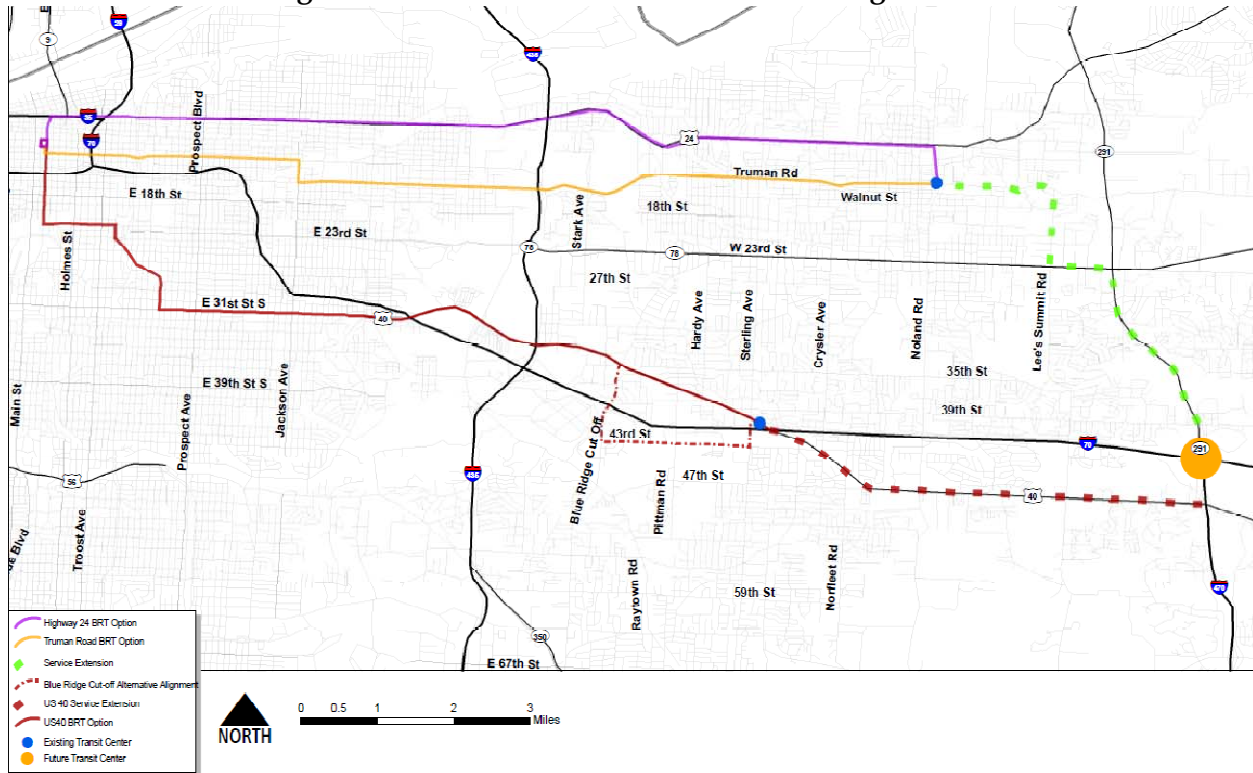 9
24
291
Prospect Blvd
Truman Rd
E 18th St
18th St
Walnut St
Stark Ave
Holmes St
E 23rd St
78
78
W 23rd St
27th St
Hardy Ave
Sterling Ave
Crysler Ave
Noland Rd
Lee's Summit Rd
E 31st St S
40
E 39th St S
Jackson Ave
35th St
39th St
Main St
Prospect Ave
Blue Ridge Cut Off
43rd St
70
291
56
47th St
Pittman Rd
40
Troost Ave
Blvd
Raytown Rd
59th St
Norfleet Rd
350
E 67th St
Highway 24 BRT Option
Truman Road BRT Option
Service Extension
Blue Ridge Cut-off Alternative Alignment
US 40 Service Extension
US40 BRT Option
Existing Transit Center
Future Transit Center
NORTH
0 0.5 1 2 3
Miles